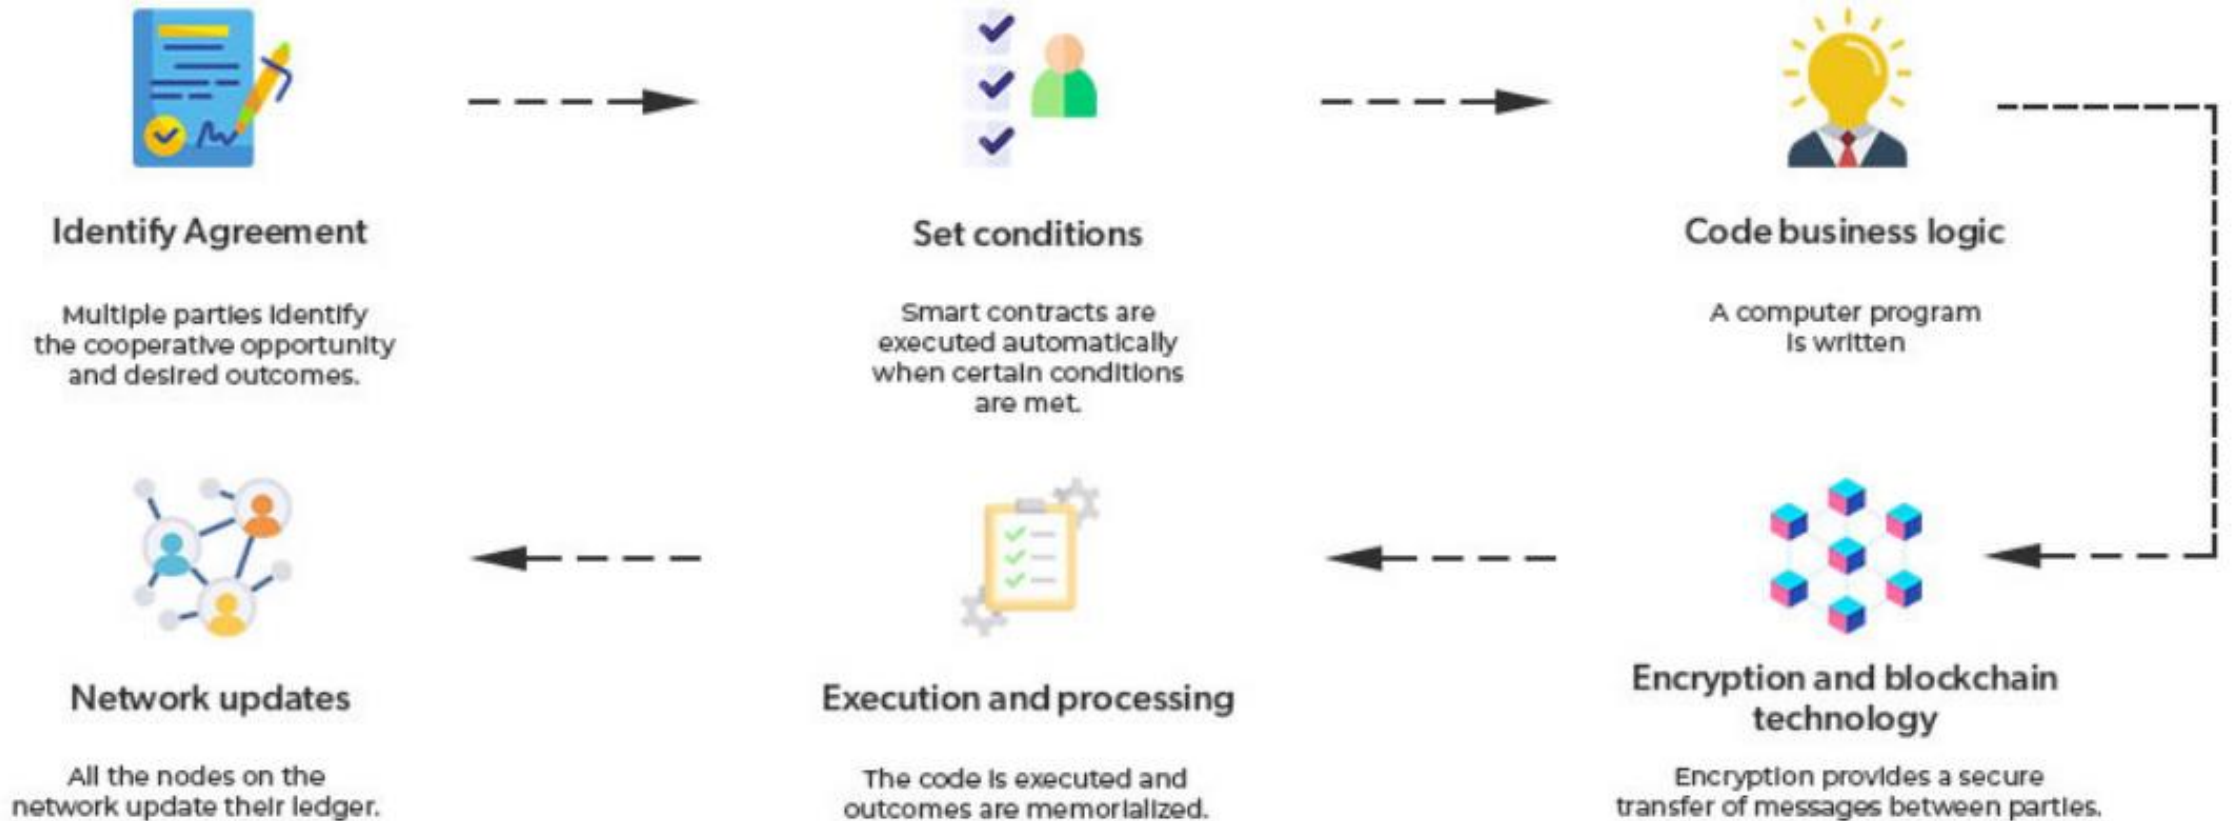 Identify Agreement
Multiple parties identify
the cooperative opportunity
and desired outcomes.
Set conditions
Smart contracts are
executed automatically
when certain conditions
are met.
Code business logic
A computer program
is written
Encryption and blockchain
technology
Encryption provides a secure
transfer of messages between parties.
Execution and processing
The code is executed and
outcomes are memorialized.
Network updates
All the nodes on the
network update their ledger.